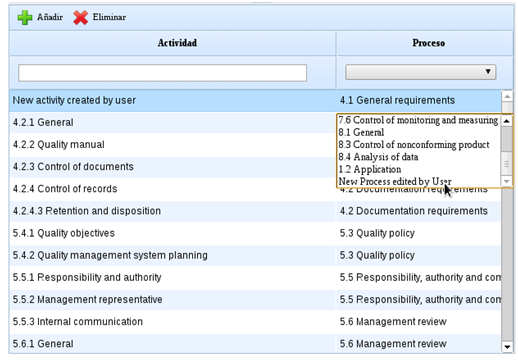 Añadir Eliminar
Actividad Proceso
New activity created by user 4.1 General requirements
4.2.1 General 7.6 Control of monitoring and measuring
8.1 General
4.2.2 Quality manual 8.3 Control of nonconforming product
8.4 Analysis of data
4.2.3 Control of documents 1.2 Application
New Process edited by User
4.2.4 Control of records 4.2 Documentation requirements
4.2.4.3 Retention and disposition 4.2 Documentation requirements
5.4.1 Quality objectives 5.3 Quality policy
5.4.2 Quality management system planning 5.3 Quality policy
5.5.1 Responsibility and authority 5.5 Responsibility, authority and com
5.5.2 Management representative 5.5 Responsibility, authority and com
5.5.3 Internal communication 5.6 Management review
5.6.1 General 5.6 Management review